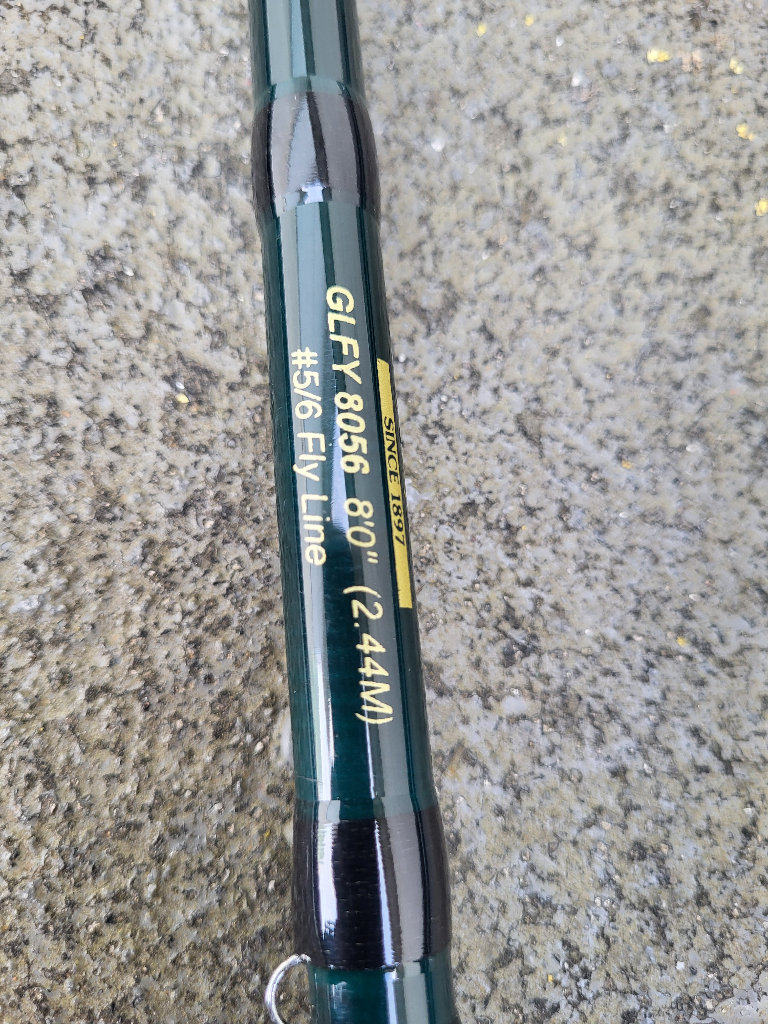 SINCE 1897
GLFY 8056 8'0" (2.44M)
#5/6 Fly Line